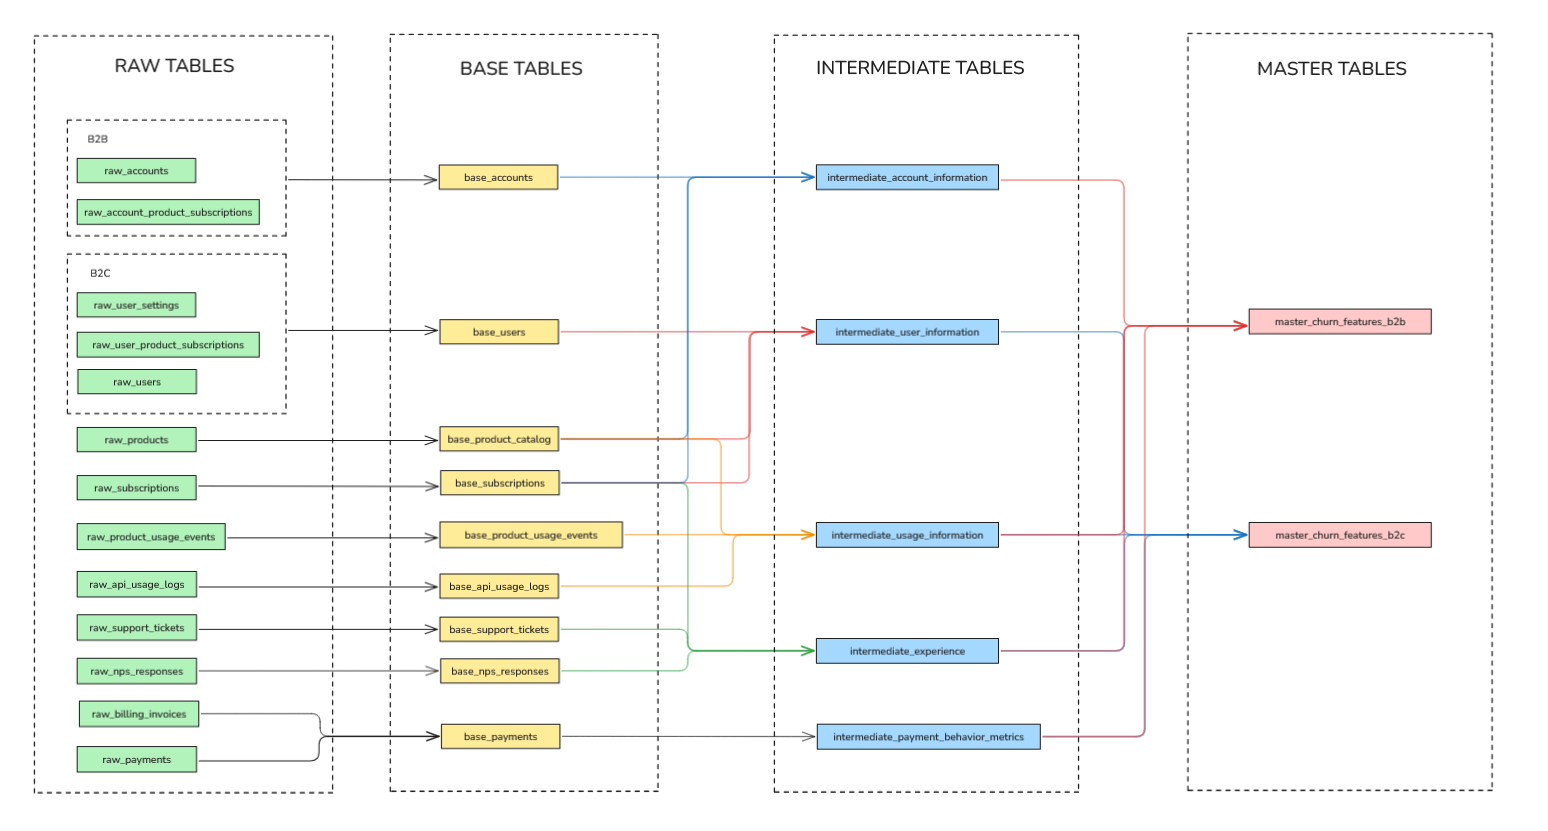 RAW TABLES
B2B
raw_accounts
raw_account_product_subscriptions
B2C
raw_user_settings
raw_user_product_subscriptions
raw_users
raw_products
raw_subscriptions
raw_product_usage_events
raw_api_usage_logs
raw_support_tickets
raw_nps_responses
raw_billing_invoices
raw_payments
BASE TABLES
base_accounts
base_users
base_product_catalog
base_subscriptions
base_product_usage_events
base_api_usage_logs
base_support_tickets
base_nps_responses
base_payments
INTERMEDIATE TABLES
intermediate_account_information
intermediate_user_information
intermediate_usage_information
intermediate_experience
intermediate_payment_behavior_metrics
MASTER TABLES
master_churn_features_b2b
master_churn_features_b2c